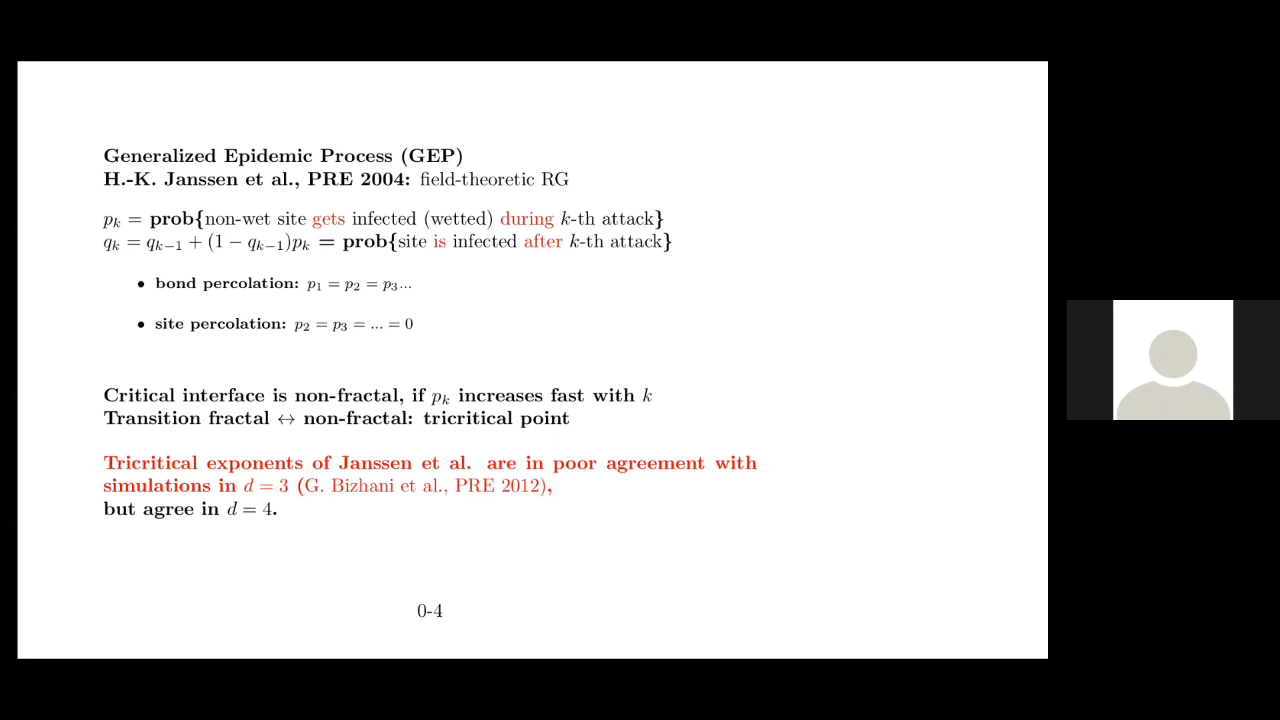 Generalized Epidemic Process (GEP)
H.-K. Janssen et al., PRE 2004: field-theoretic RG
p_k = prob{non-wet site gets infected (wetted) during k-th attack}
q_k = q_{k−1} + (1 − q_{k−1})p_k = prob{site is infected after k-th attack}
• bond percolation: p_1 = p_2 = p_3...
• site percolation: p_2 = p_3 = ... = 0
Critical interface is non-fractal, if p_k increases fast with k
Transition fractal ↔ non-fractal: tricritical point
Tricritical exponents of Janssen et al. are in poor agreement with
simulations in d = 3 (G. Bizhani et al., PRE 2012),
but agree in d = 4.
0-4